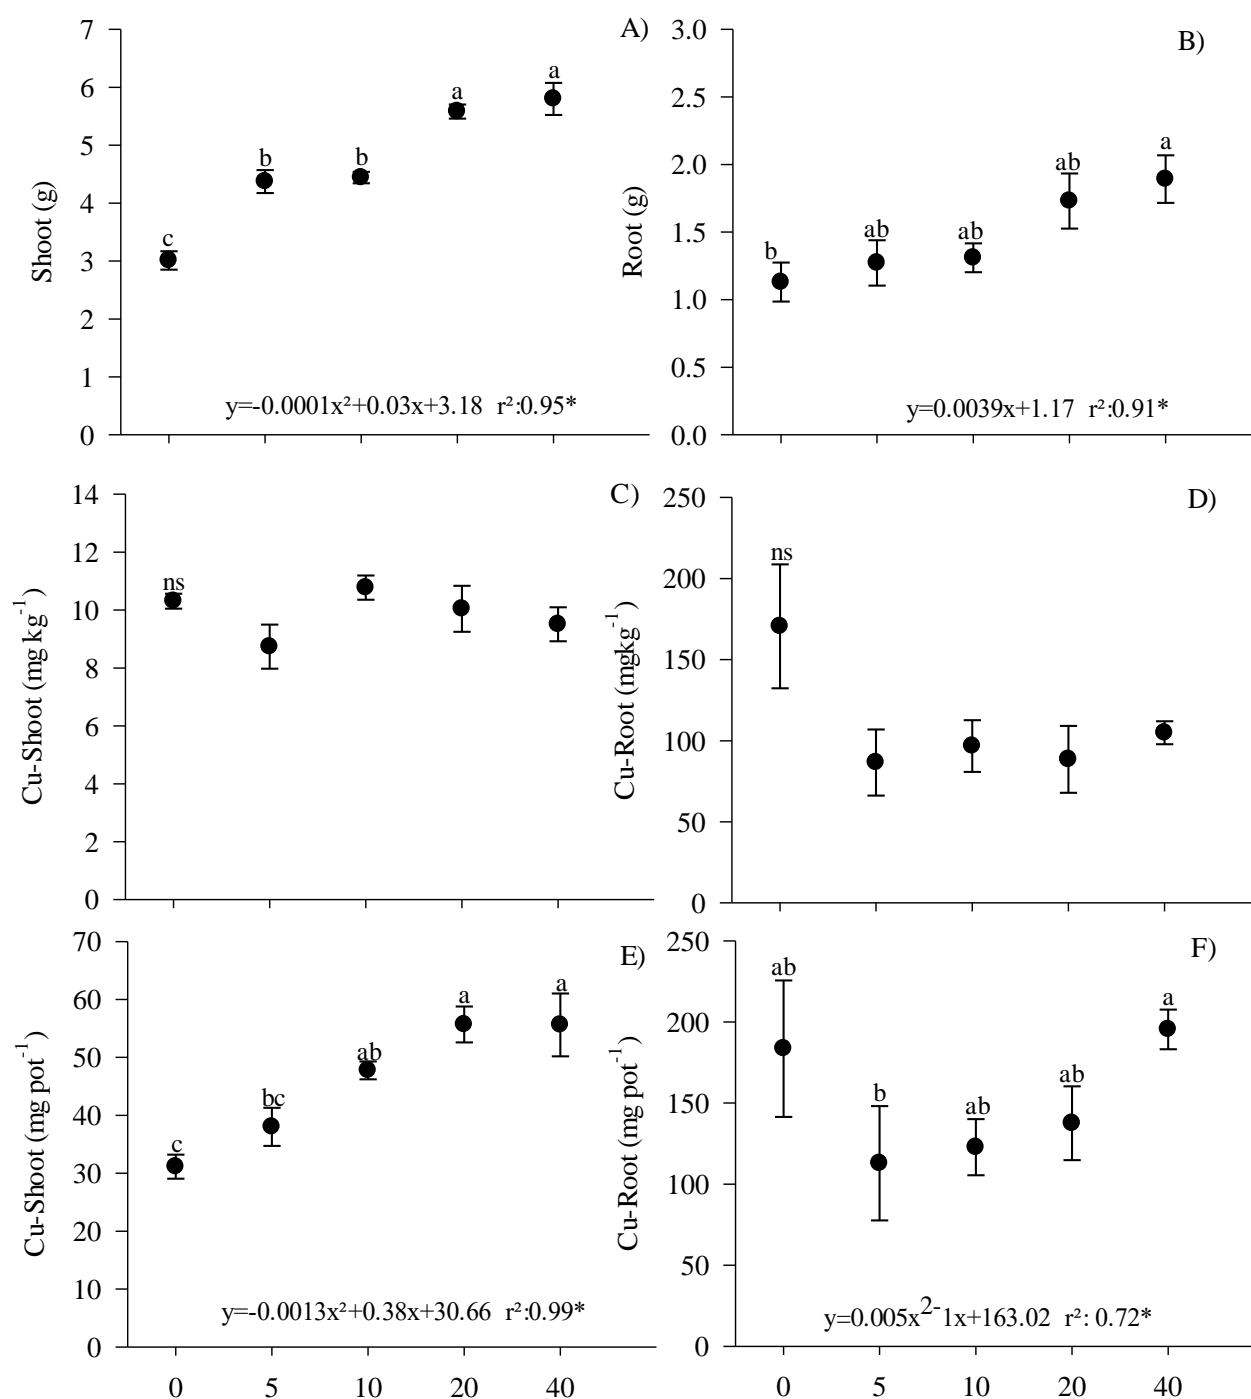 A)
7
6
5
4
3
2
1
0
Shoot (g)
c
b
b
a
a
y=-0.0001x²+0.03x+3.18 r²:0.95*
B)
3.0
2.5
2.0
1.5
1.0
0.5
0.0
Root (g)
b
ab
ab
ab
a
y=0.0039x+1.17 r²:0.91*
C)
14
12
10
8
6
4
2
0
Cu-Shoot (mg kg⁻¹)
ns
D)
250
200
150
100
50
0
Cu-Root (mgkg⁻¹)
ns
E)
70
60
50
40
30
20
10
0
Cu-Shoot (mg pot⁻¹)
c
bc
ab
a
a
y=-0.0013x²+0.38x+30.66 r²:0.99*
0 5 10 20 40
F)
250
200
150
100
50
0
Cu-Root (mg pot⁻¹)
ab
b
ab
ab
a
y=0.005x²⁻1x+163.02 r²: 0.72*
0 5 10 20 40